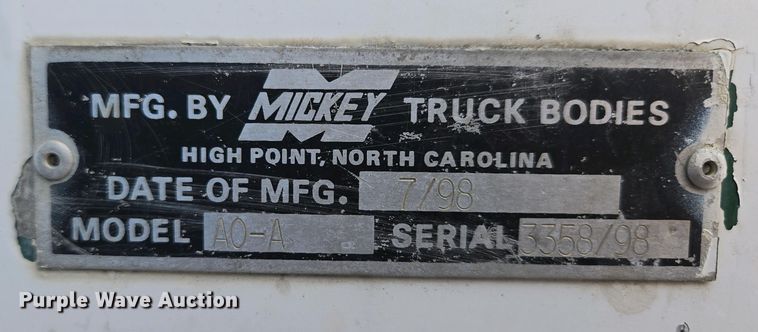 MFG. BY MICKEY TRUCK BODIES
HIGH POINT, NORTH CAROLINA
DATE OF MFG. 7/98
MODEL AO-A SERIAL 3358/98
Purple Wave Auction